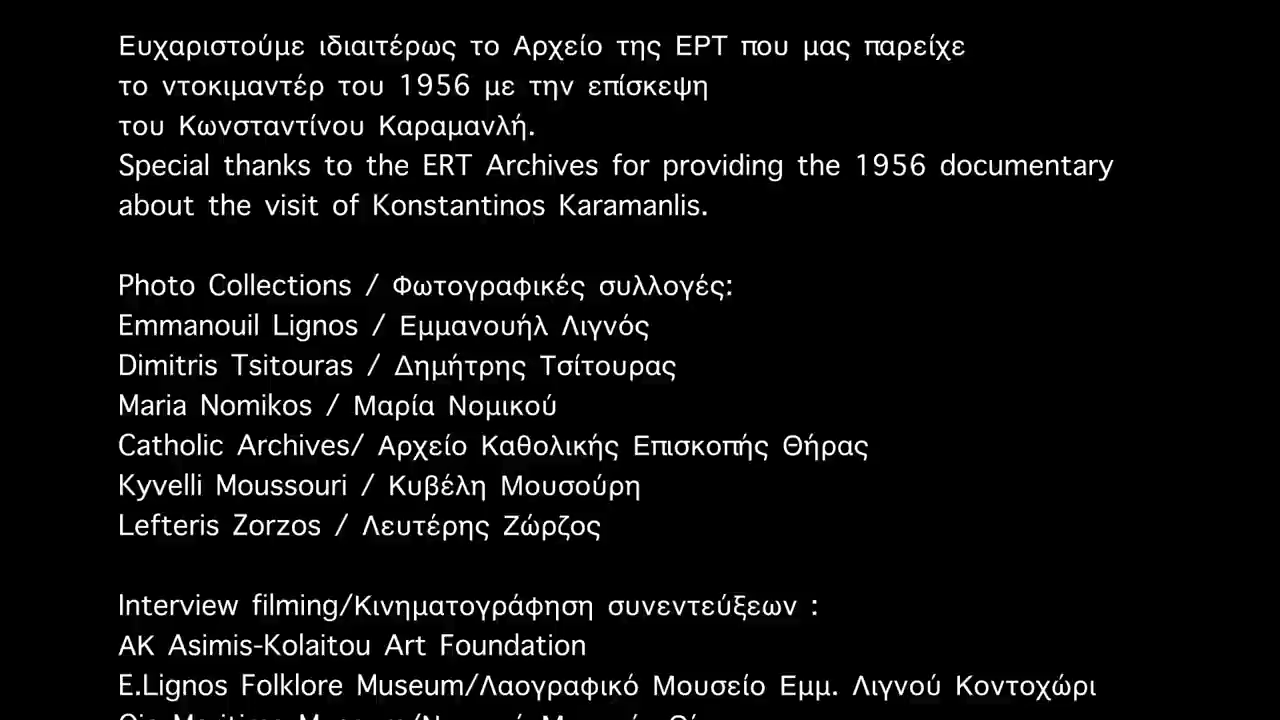 Ευχαριστούμε ιδιαιτέρως το Αρχείο της ΕΡΤ που μας παρείχε
το ντοκιμαντέρ του 1956 με την επίσκεψη
του Κωνσταντίνου Καραμανλή.
Special thanks to the ERT Archives for providing the 1956 documentary
about the visit of Konstantinos Karamanlis.
Photo Collections / Φωτογραφικές συλλογές:
Emmanouil Lignos / Εμμανουήλ Λιγνός
Dimitris Tsitouras / Δημήτρης Τσίτουρας
Maria Nomikos / Μαρία Νομικού
Catholic Archives/ Αρχείο Καθολικής Επισκοπής Θήρας
Kyvelli Moussouri / Κυβέλη Μουσούρη
Lefteris Zorzos / Λευτέρης Ζώρζος
Interview filming/Κινηματογράφηση συνεντεύξεων :
AK Asimis-Kolaitou Art Foundation
E.Lignos Folklore Museum/Λαογραφικό Μουσείο Εμμ. Λιγνού Κοντοχώρι